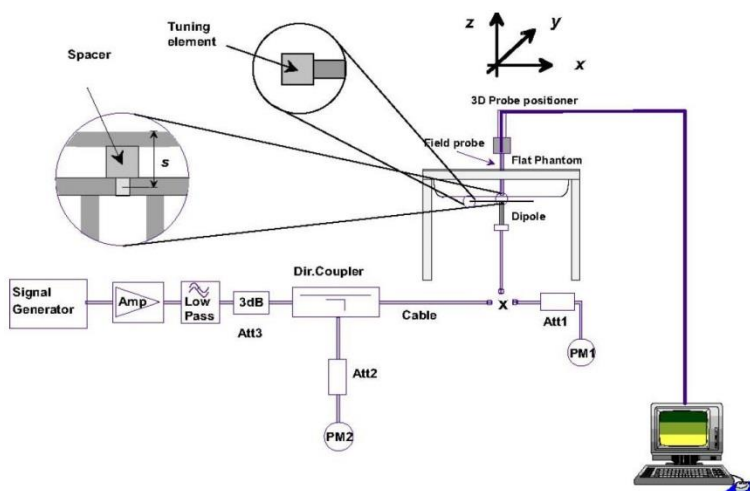 Tuning
element
Spacer
s
z
y
x
3D Probe positioner
Field probe
Flat Phantom
Dipole
Signal
Generator
Amp
Low
Pass
3dB
Att3
Dir.Coupler
Cable
x
Att1
PM1
Att2
PM2